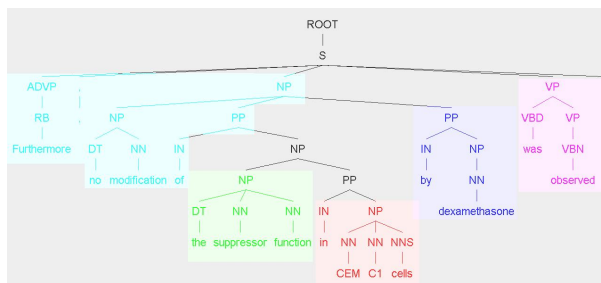 ROOT
S
ADVP NP VP
RB NP PP PP VBD VP
Furthermore DT NN IN NP IN NP was VBN
no modification of NP PP by NN observed
DT NN NN IN NP dexamethasone
the suppressor function in NN NN NNS
CEM C1 cells